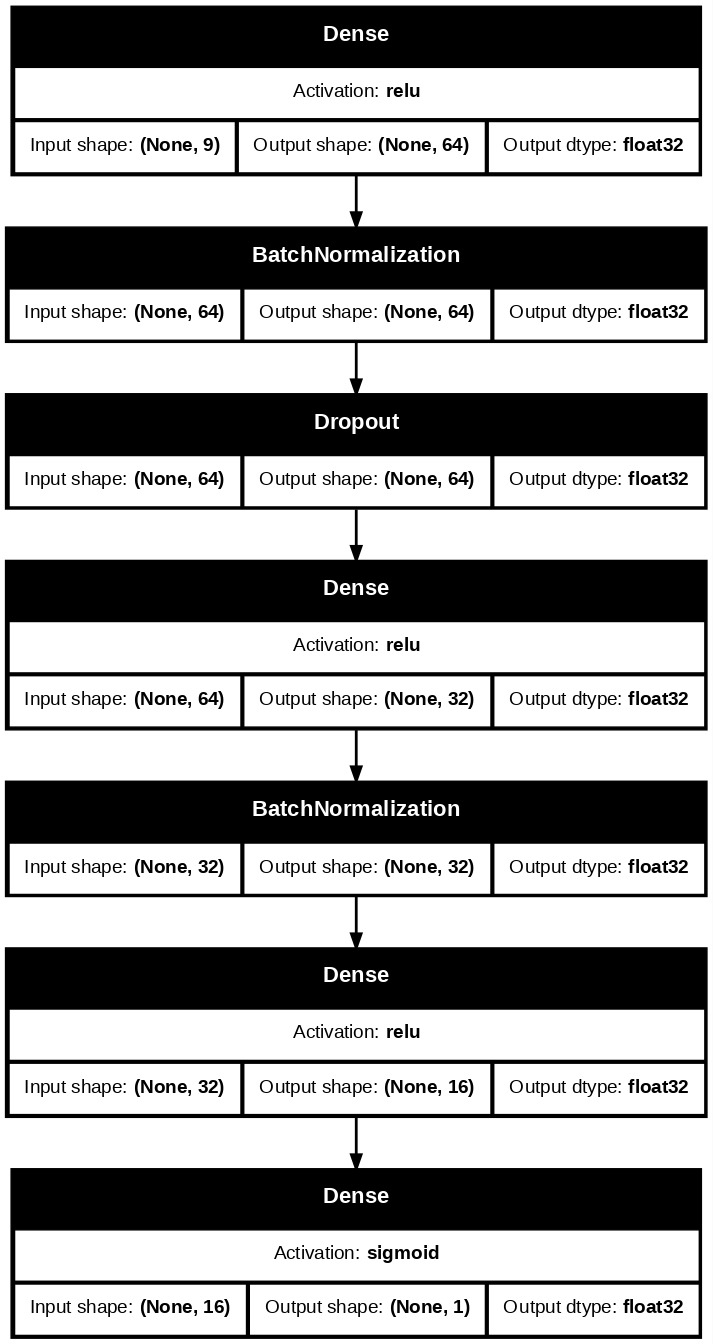 Dense
Activation: relu
Input shape: (None, 9) Output shape: (None, 64) Output dtype: float32
BatchNormalization
Input shape: (None, 64) Output shape: (None, 64) Output dtype: float32
Dropout
Input shape: (None, 64) Output shape: (None, 64) Output dtype: float32
Dense
Activation: relu
Input shape: (None, 64) Output shape: (None, 32) Output dtype: float32
BatchNormalization
Input shape: (None, 32) Output shape: (None, 32) Output dtype: float32
Dense
Activation: relu
Input shape: (None, 32) Output shape: (None, 16) Output dtype: float32
Dense
Activation: sigmoid
Input shape: (None, 16) Output shape: (None, 1) Output dtype: float32